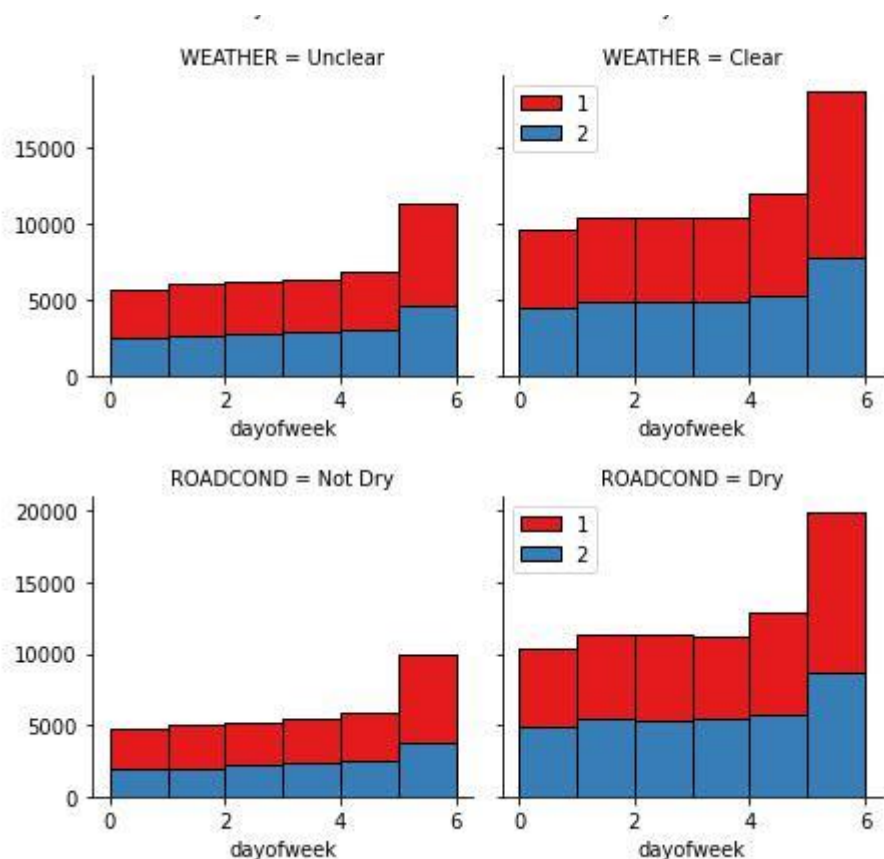 WEATHER = Unclear
WEATHER = Clear
1
2
15000
10000
5000
0
0 2 4 6
0 2 4 6
dayofweek
dayofweek
ROADCOND = Not Dry
ROADCOND = Dry
1
2
20000
15000
10000
5000
0
0 2 4 6
0 2 4 6
dayofweek
dayofweek